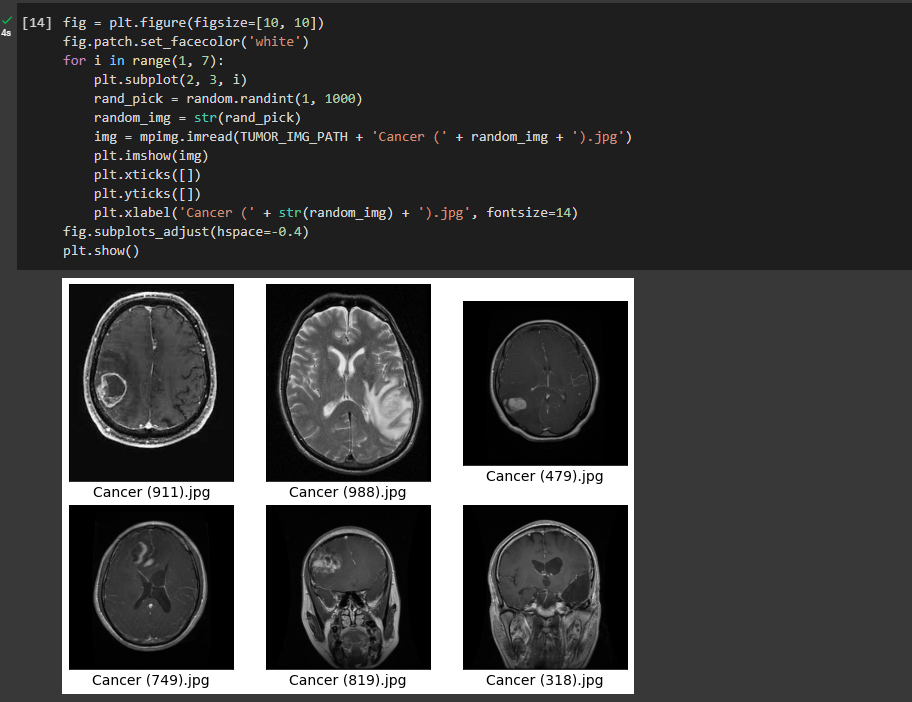 [14] fig = plt.figure(figsize=[10, 10])
fig.patch.set_facecolor('white')
for i in range(1, 7):
    plt.subplot(2, 3, i)
    rand_pick = random.randint(1, 1000)
    random_img = str(rand_pick)
    img = mpimg.imread(TUMOR_IMG_PATH + 'Cancer (' + random_img + ').jpg')
    plt.imshow(img)
    plt.xticks([])
    plt.yticks([])
    plt.xlabel('Cancer (' + str(random_img) + ').jpg', fontsize=14)
fig.subplots_adjust(hspace=-0.4)
plt.show()
4s
Cancer (911).jpg
Cancer (988).jpg
Cancer (479).jpg
Cancer (749).jpg
Cancer (819).jpg
Cancer (318).jpg